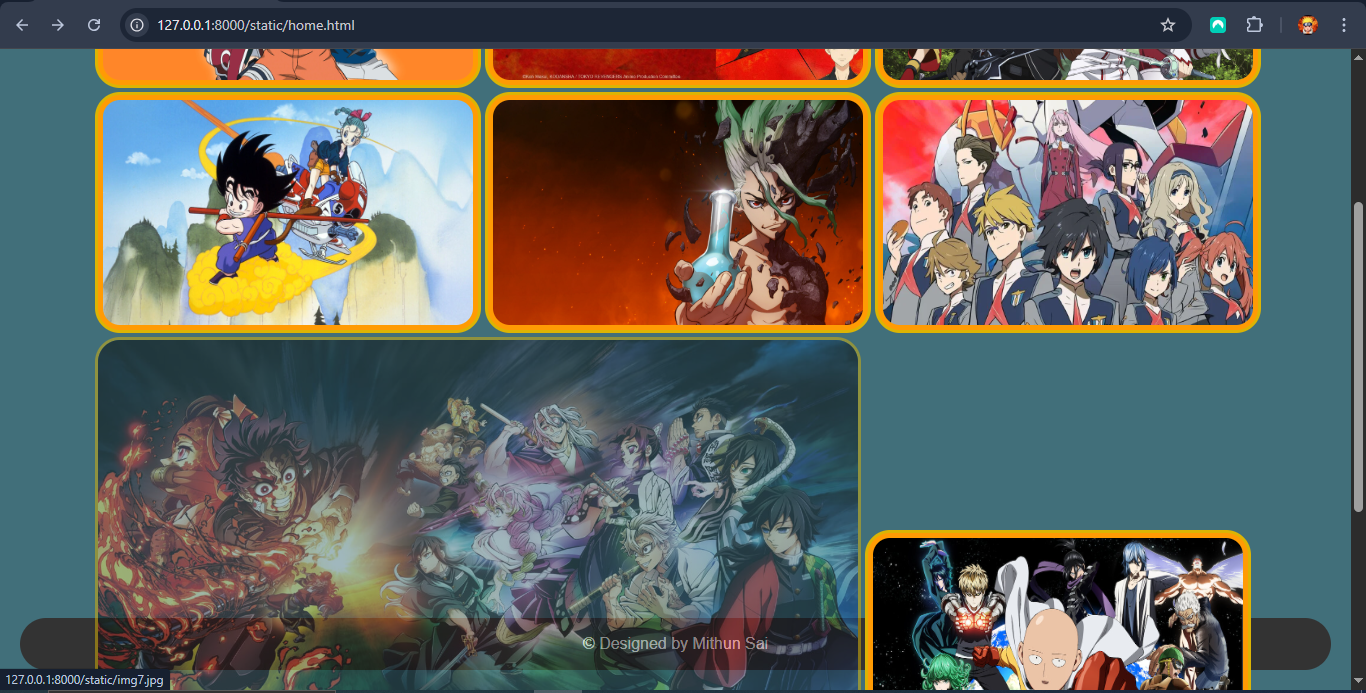 127.0.0.1:8000/static/home.html
© Designed by Mithun Sai
127.0.0.1:8000/static/img7.jpg